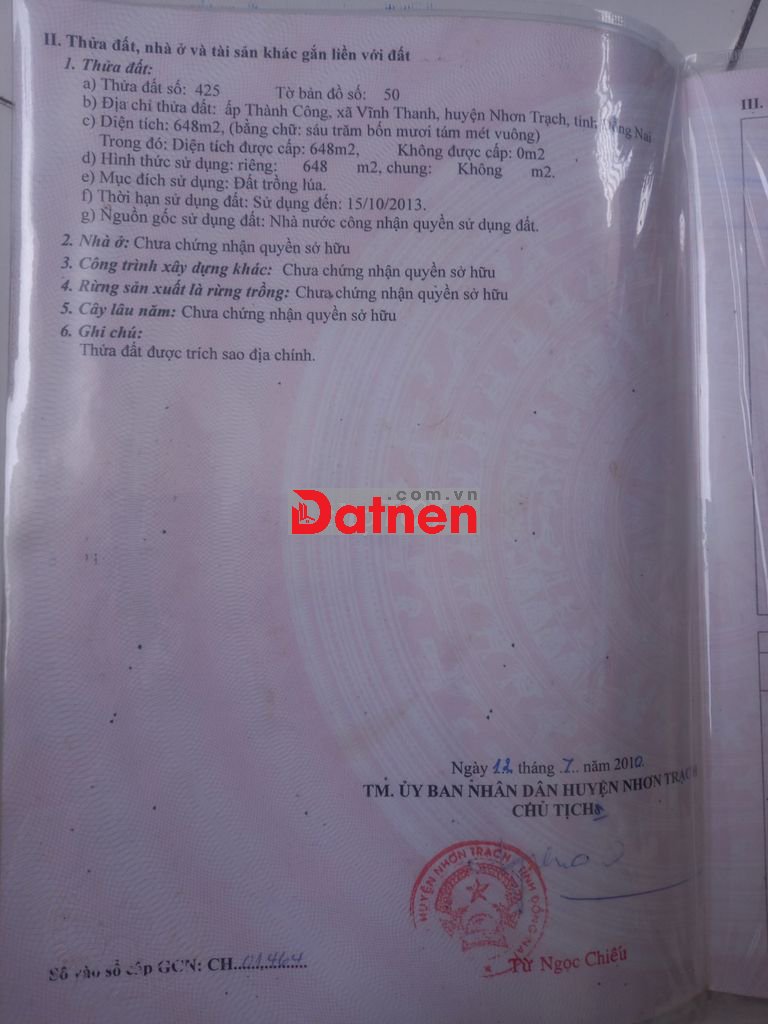 II. Thửa đất, nhà ở và tài sản khác gắn liền với đất
III.
1. Thửa đất:
a) Thửa đất số: 425 Tờ bản đồ số: 50
b) Địa chỉ thửa đất: ấp Thành Công, xã Vĩnh Thanh, huyện Nhơn Trạch, tỉnh Đồng Nai
c) Diện tích: 648m2, (bằng chữ: sáu trăm bốn mươi tám mét vuông)
Trong đó: Diện tích được cấp: 648m2, Không được cấp: 0m2
d) Hình thức sử dụng: riêng: 648 m2, chung: Không m2.
e) Mục đích sử dụng: Đất trồng lúa.
f) Thời hạn sử dụng đất: Sử dụng đến: 15/10/2013.
g) Nguồn gốc sử dụng đất: Nhà nước công nhận quyền sử dụng đất.
2. Nhà ở: Chưa chứng nhận quyền sở hữu
3. Công trình xây dựng khác: Chưa chứng nhận quyền sở hữu
4. Rừng sản xuất là rừng trồng: Chưa chứng nhận quyền sở hữu
5. Cây lâu năm: Chưa chứng nhận quyền sở hữu
6. Ghi chú:
Thửa đất được trích sao địa chính.
.com.vn
Datnen
Ngày 12 tháng .7.. năm 2010
TM. ỦY BAN NHÂN DÂN HUYỆN NHƠN TRẠCH
CHỦ TỊCH
HUYỆN NHƠN TRẠCH TỈNH ĐỒNG NAI
Từ Ngọc Chiếu
Số vào sổ cấp GCN: CH..01464